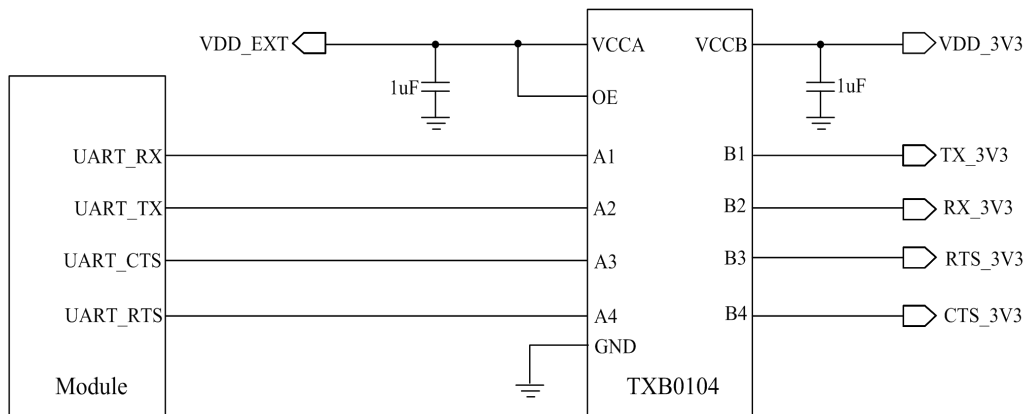 VDD_EXT
VCCA
VCCB
VDD_3V3
1uF
1uF
OE
UART_RX
A1
B1
TX_3V3
UART_TX
A2
B2
RX_3V3
UART_CTS
A3
B3
RTS_3V3
UART_RTS
A4
B4
CTS_3V3
GND
Module
TXB0104